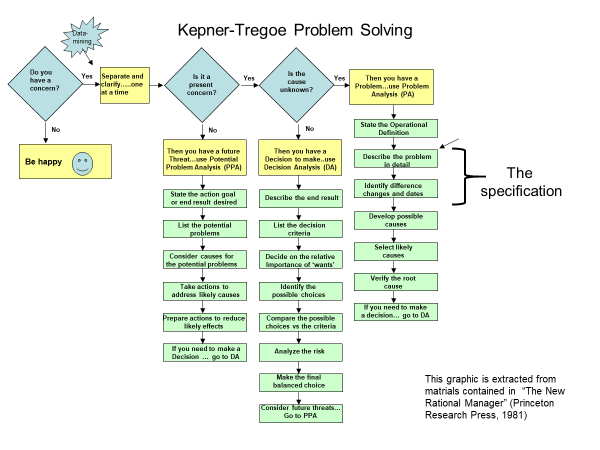 Kepner-Tregoe Problem Solving
Data-
mining
Do you
have a
concern?
Yes
No
Be happy
Separate and
clarify.....one
at a time
Is it a
present
concern?
Yes
No
Is the
cause
unknown?
Yes
No
Then you have a
Problem...use Problem
Analysis (PA)
Then you have a future
Threat...use Potential
Problem Analysis (PPA)
State the action goal
or end result desired
List the potential
problems
Consider causes for
the potential problems
Take actions to
address likely causes
Prepare actions to reduce
likely effects
If you need to make a
Decision ... go to DA
Then you have a
Decision to make..use
Decision Analysis (DA)
Describe the end result
List the decision
criteria
Decide on the relative
Importance of ‘wants’
Identify the
possible choices
Compare the possible
choices vs the criteria
Analyze the risk
Make the final
balanced choice
Consider future threats...
Go to PPA
State the Operational
Definition
Describe the problem
in detail
Identify difference
changes and dates
Develop possible
causes
Select likely
causes
Verify the root
cause
If you need to make
a decision... go to DA
The
specification
This graphic is extracted from
matrials contained in “The New
Rational Manager” (Princeton
Research Press, 1981)